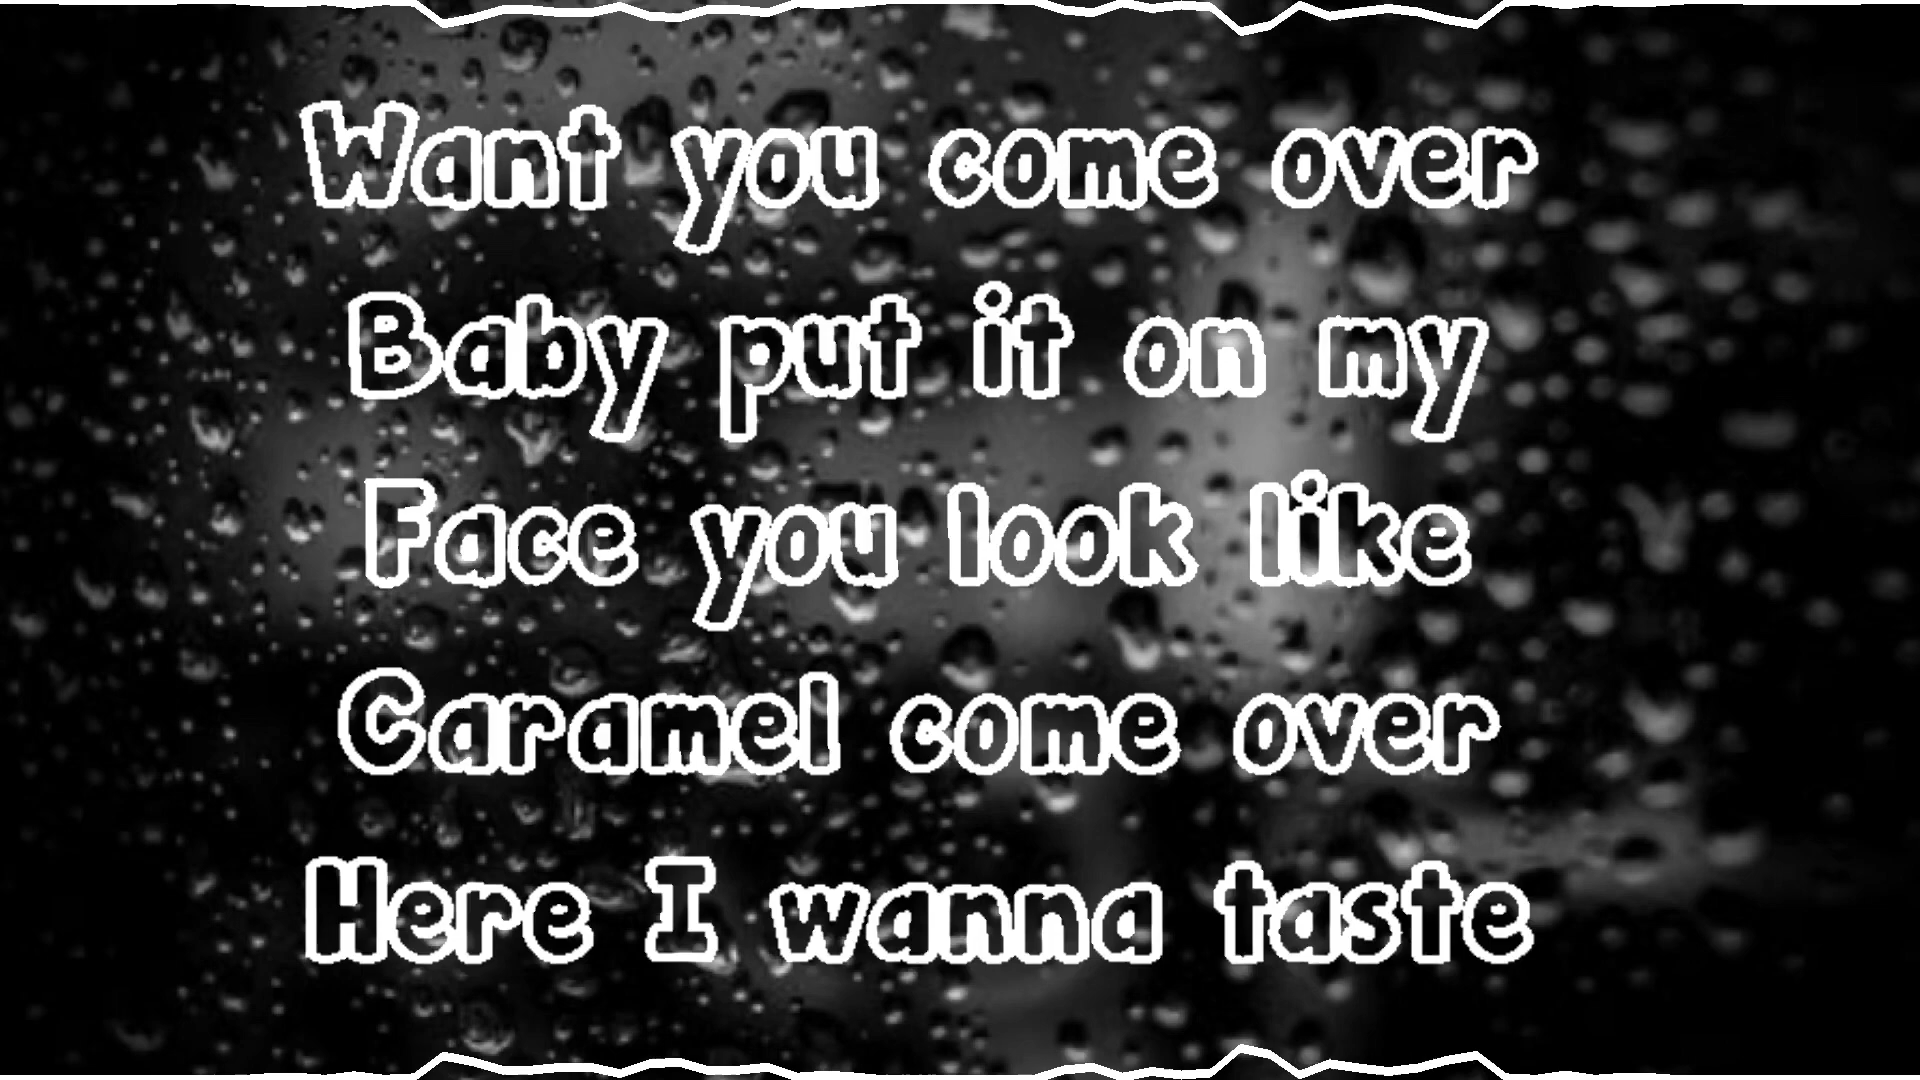 Want you come over
Baby put it on my
Face you look like
Caramel come over
Here I wanna taste